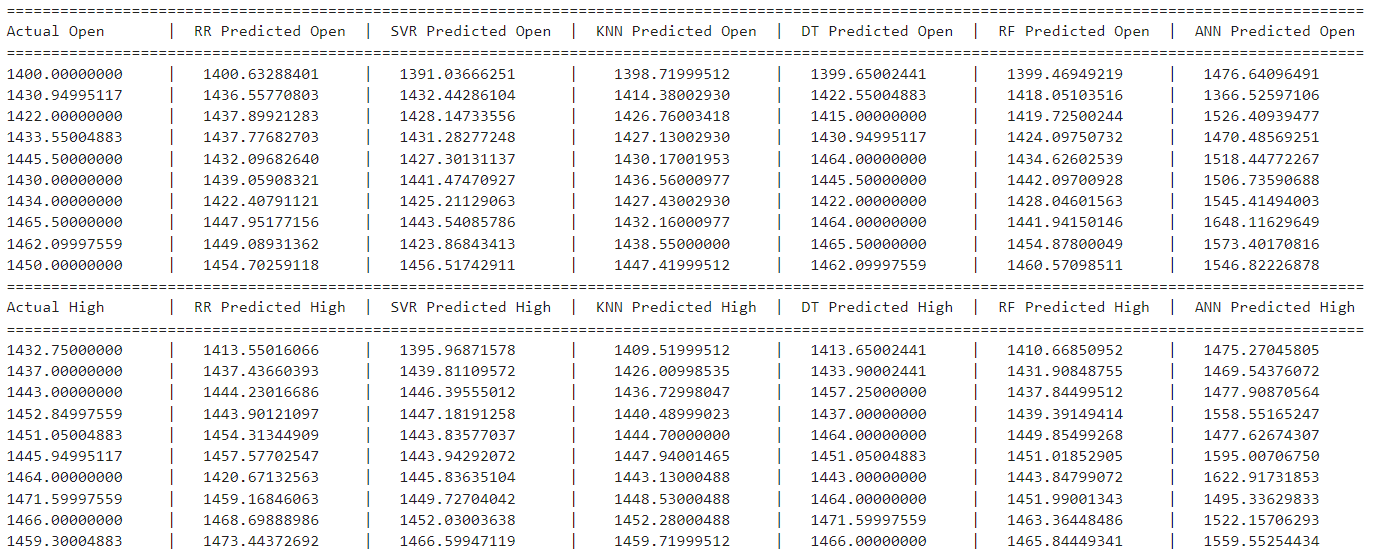 Actual Open | RR Predicted Open | SVR Predicted Open | KNN Predicted Open | DT Predicted Open | RF Predicted Open | ANN Predicted Open
1400.00000000 | 1400.63288401 | 1391.03666251 | 1398.71999512 | 1399.65002441 | 1399.46949219 | 1476.64096491
1430.94995117 | 1436.55770803 | 1432.44286104 | 1414.38002930 | 1422.55004883 | 1418.05103516 | 1366.52597106
1422.00000000 | 1437.89921283 | 1428.14733556 | 1426.76003418 | 1415.00000000 | 1419.72500244 | 1526.40939477
1433.55004883 | 1437.77682703 | 1431.28277248 | 1427.13002930 | 1430.94995117 | 1424.09750732 | 1470.48569251
1445.50000000 | 1432.09682640 | 1427.30131137 | 1430.17001953 | 1464.00000000 | 1434.62602539 | 1518.44772267
1430.00000000 | 1439.05908321 | 1441.47470927 | 1436.56000977 | 1445.50000000 | 1442.09700928 | 1506.73590688
1434.00000000 | 1422.40791121 | 1425.21129063 | 1427.43002930 | 1422.00000000 | 1428.04601563 | 1545.41494003
1465.50000000 | 1447.95177156 | 1443.54085786 | 1432.16000977 | 1464.00000000 | 1441.94150146 | 1648.11629649
1462.09997559 | 1449.08931362 | 1423.86843413 | 1438.55000000 | 1465.50000000 | 1454.87800049 | 1573.40170816
1450.00000000 | 1454.70259118 | 1456.51742911 | 1447.41999512 | 1462.09997559 | 1460.57098511 | 1546.82226878
Actual High | RR Predicted High | SVR Predicted High | KNN Predicted High | DT Predicted High | RF Predicted High | ANN Predicted High
1432.75000000 | 1413.55016066 | 1395.96871578 | 1409.51999512 | 1413.65002441 | 1410.66850952 | 1475.27045805
1437.00000000 | 1437.43660393 | 1439.81109572 | 1426.00998535 | 1433.90002441 | 1431.90848755 | 1469.54376072
1443.00000000 | 1444.23016686 | 1446.39555012 | 1436.72998047 | 1457.25000000 | 1437.84499512 | 1477.90870564
1452.84997559 | 1443.90121097 | 1447.18191258 | 1440.48999023 | 1437.00000000 | 1439.39149414 | 1558.55165247
1451.05004883 | 1454.31344909 | 1443.83577037 | 1444.70000000 | 1464.00000000 | 1449.85499268 | 1477.62674307
1445.94995117 | 1457.57702547 | 1443.94292072 | 1447.94001465 | 1451.05004883 | 1451.01852905 | 1595.00706750
1464.00000000 | 1420.67132563 | 1445.83635104 | 1443.13000488 | 1443.00000000 | 1443.84799072 | 1622.91731853
1471.59997559 | 1459.16846063 | 1449.72704042 | 1448.53000488 | 1464.00000000 | 1451.99001343 | 1495.33629833
1466.00000000 | 1468.69888986 | 1452.03003638 | 1452.28000488 | 1471.59997559 | 1463.36448486 | 1522.15706293
1459.30004883 | 1473.44372692 | 1466.59947119 | 1459.71999512 | 1466.00000000 | 1465.84449341 | 1559.55254434